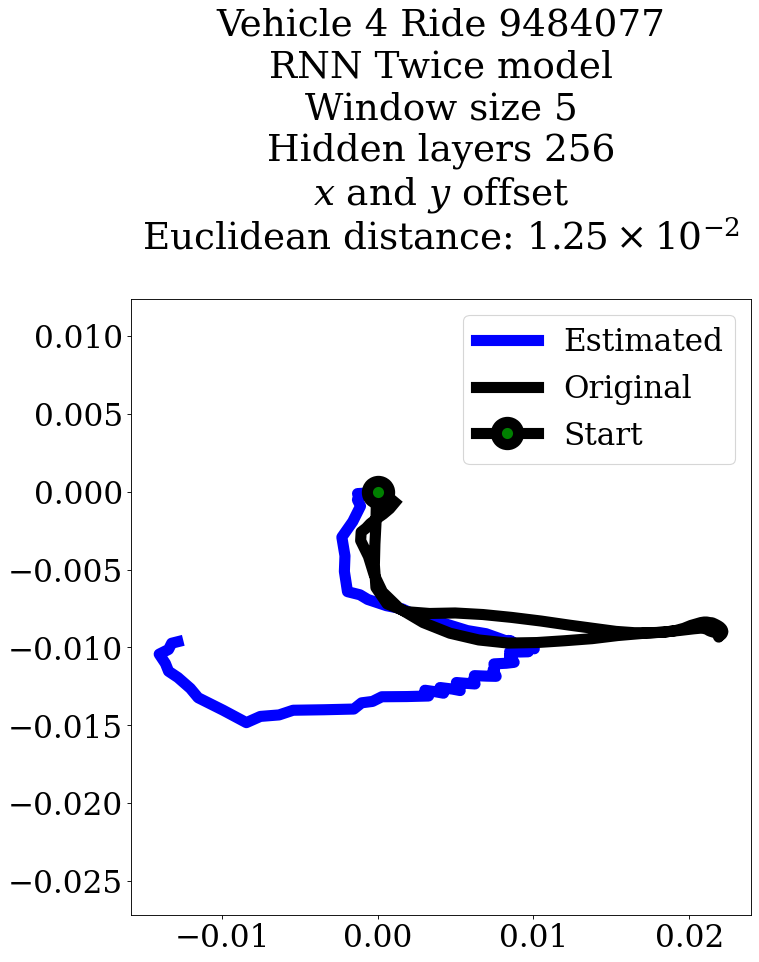 Vehicle 4 Ride 9484077
RNN Twice model
Window size 5
Hidden layers 256
x and y offset
Euclidean distance: 1.25 × 10⁻²
Estimated
Original
Start
0.010
0.005
0.000
−0.005
−0.010
−0.015
−0.020
−0.025
−0.01 0.00 0.01 0.02